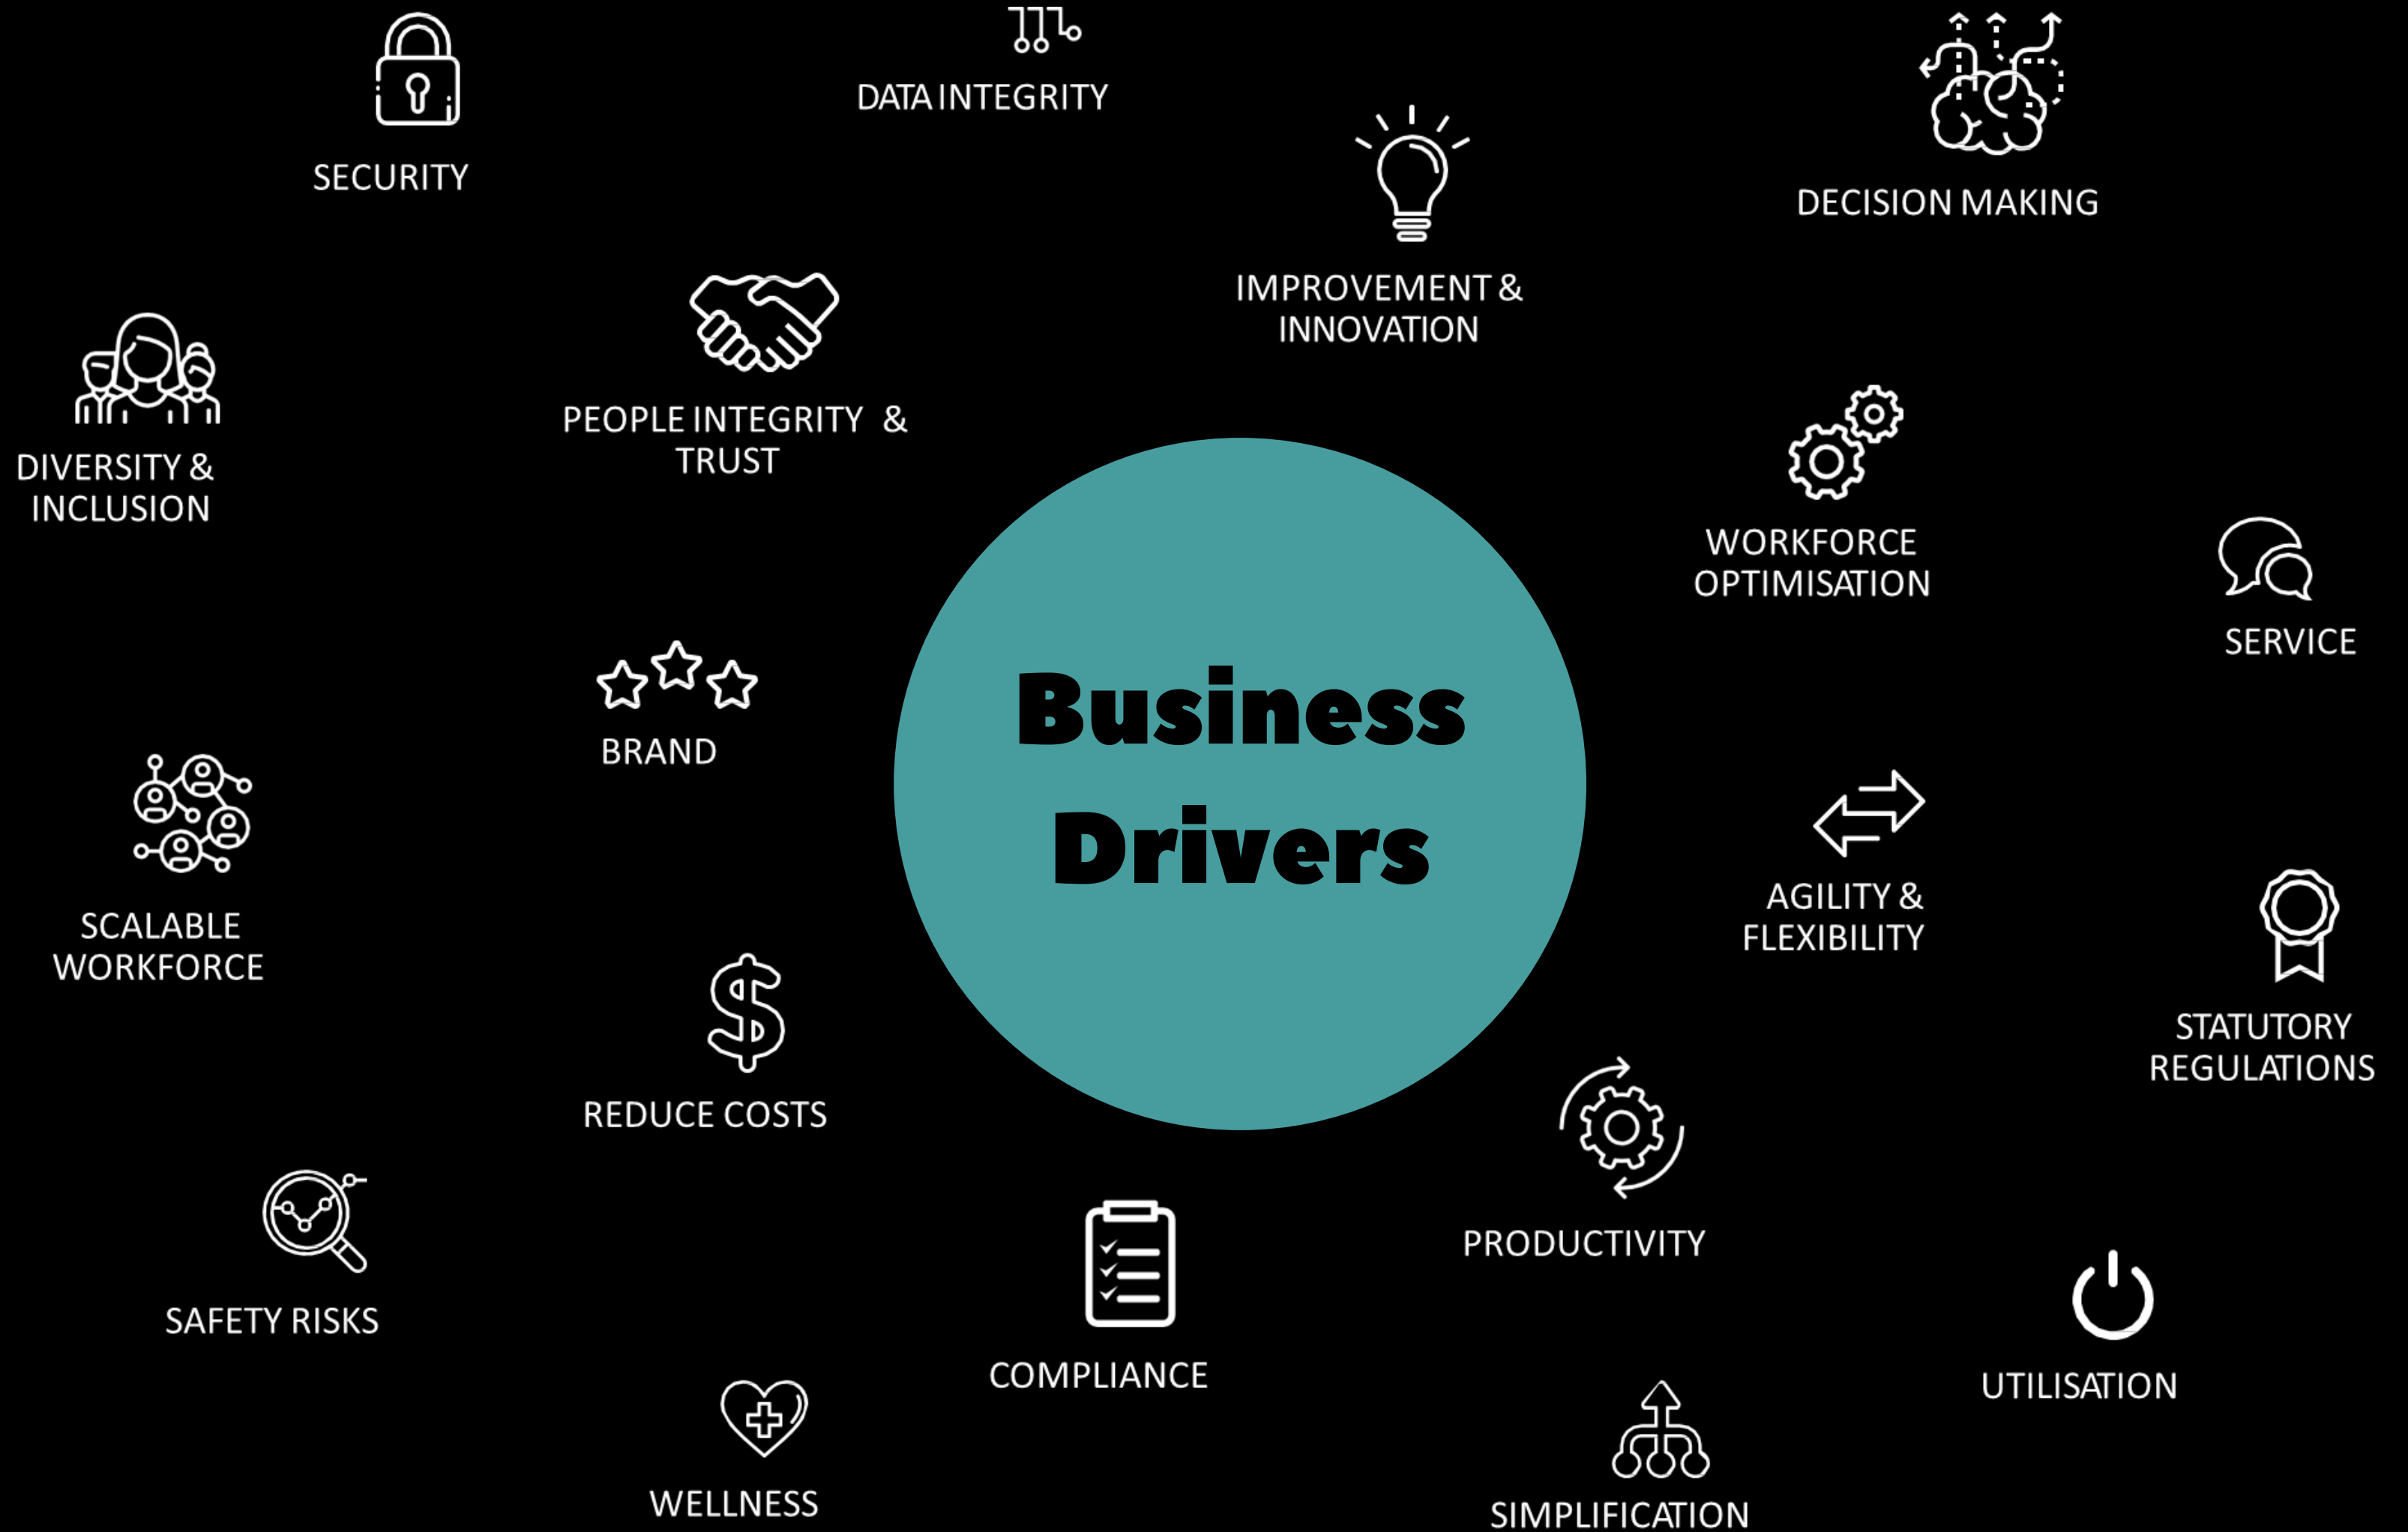 DATA INTEGRITY
SECURITY
DECISION MAKING
IMPROVEMENT &
INNOVATION
PEOPLE INTEGRITY &
TRUST
DIVERSITY &
INCLUSION
WORKFORCE
OPTIMISATION
SERVICE
BRAND
Business
Drivers
SCALABLE
WORKFORCE
AGILITY &
FLEXIBILITY
STATUTORY
REGULATIONS
REDUCE COSTS
PRODUCTIVITY
SAFETY RISKS
COMPLIANCE
UTILISATION
WELLNESS
SIMPLIFICATION